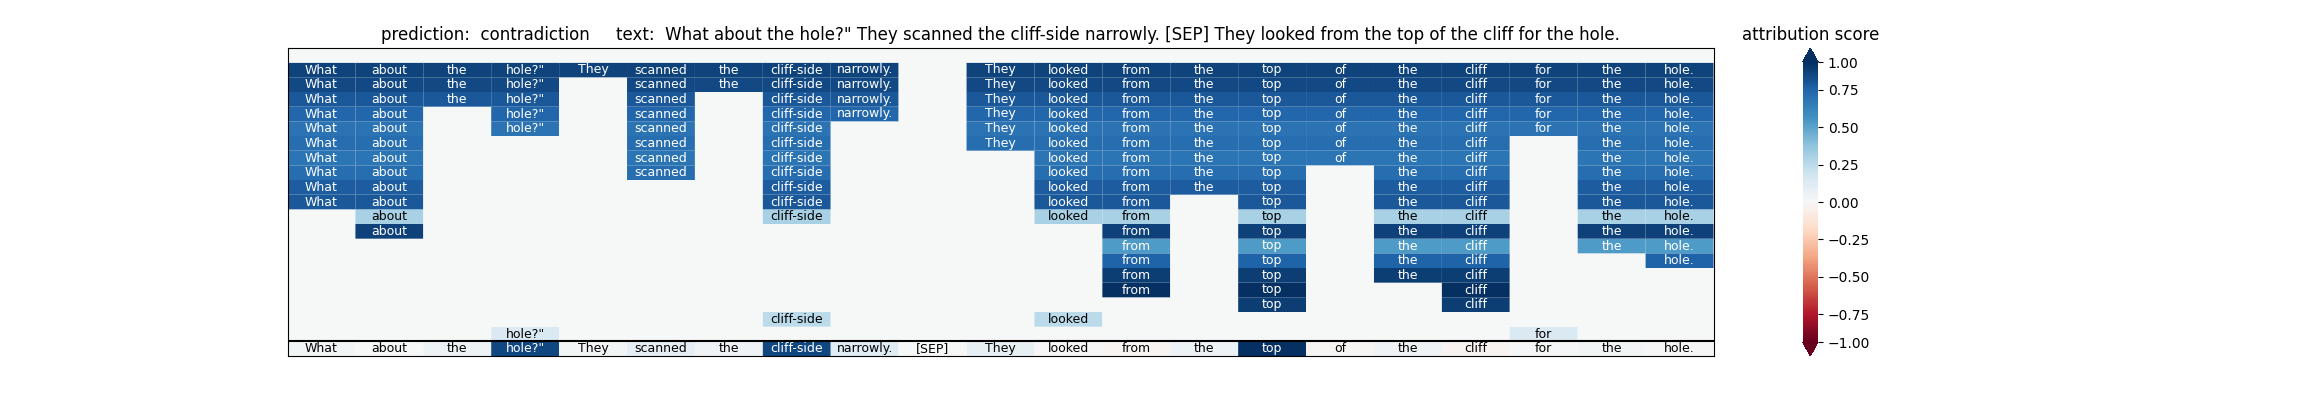 prediction:  contradiction     text:  What about the hole?" They scanned the cliff-side narrowly. [SEP] They looked from the top of the cliff for the hole.
attribution score
What about the hole?" They scanned the cliff-side narrowly. They looked from the top of the cliff for the hole.
What about the hole?" scanned the cliff-side narrowly. They looked from the top of the cliff for the hole.
What about the hole?" scanned cliff-side narrowly. They looked from the top of the cliff for the hole.
What about hole?" scanned cliff-side narrowly. They looked from the top of the cliff for the hole.
What about hole?" scanned cliff-side They looked from the top of the cliff for the hole.
What about scanned cliff-side They looked from the top of the cliff the hole.
What about scanned cliff-side looked from the top of the cliff the hole.
What about scanned cliff-side looked from the top the cliff the hole.
What about cliff-side looked from the top the cliff the hole.
What about cliff-side looked from top the cliff the hole.
about cliff-side looked from top the cliff the hole.
about from top the cliff the hole.
from top the cliff the hole.
from top the cliff hole.
from top the cliff
from top cliff
top cliff
cliff-side looked
hole?" for
What about the hole?" They scanned the cliff-side narrowly. [SEP] They looked from the top of the cliff for the hole.
1.00
0.75
0.50
0.25
0.00
−0.25
−0.50
−0.75
−1.00